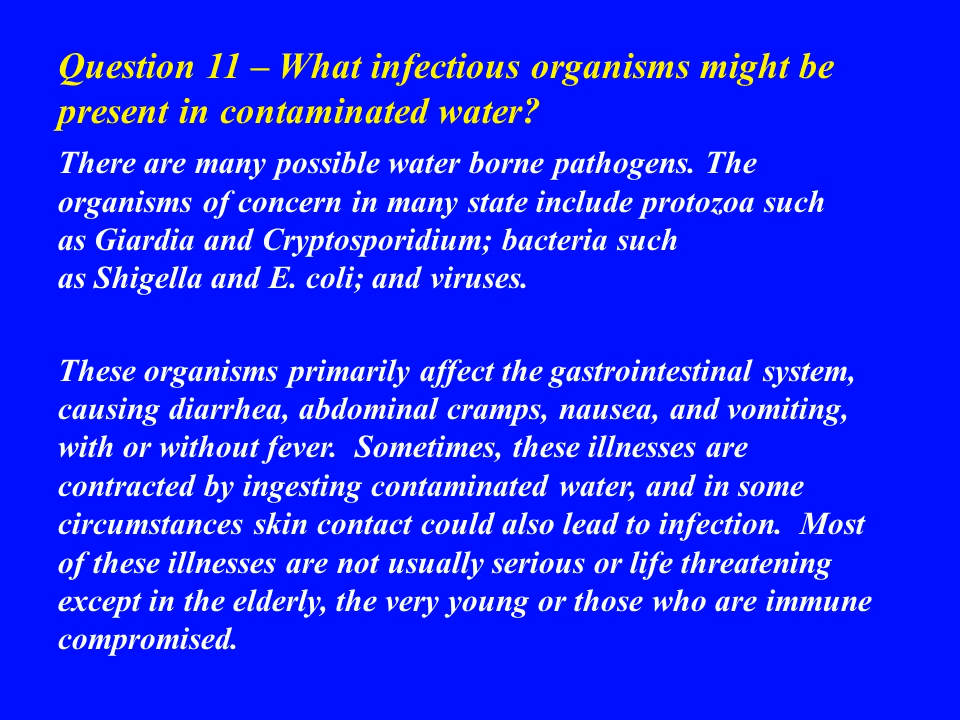 Question 11 – What infectious organisms might be
present in contaminated water?
There are many possible water borne pathogens. The
organisms of concern in many state include protozoa such
as Giardia and Cryptosporidium; bacteria such
as Shigella and E. coli; and viruses.
These organisms primarily affect the gastrointestinal system,
causing diarrhea, abdominal cramps, nausea, and vomiting,
with or without fever. Sometimes, these illnesses are
contracted by ingesting contaminated water, and in some
circumstances skin contact could also lead to infection. Most
of these illnesses are not usually serious or life threatening
except in the elderly, the very young or those who are immune
compromised.